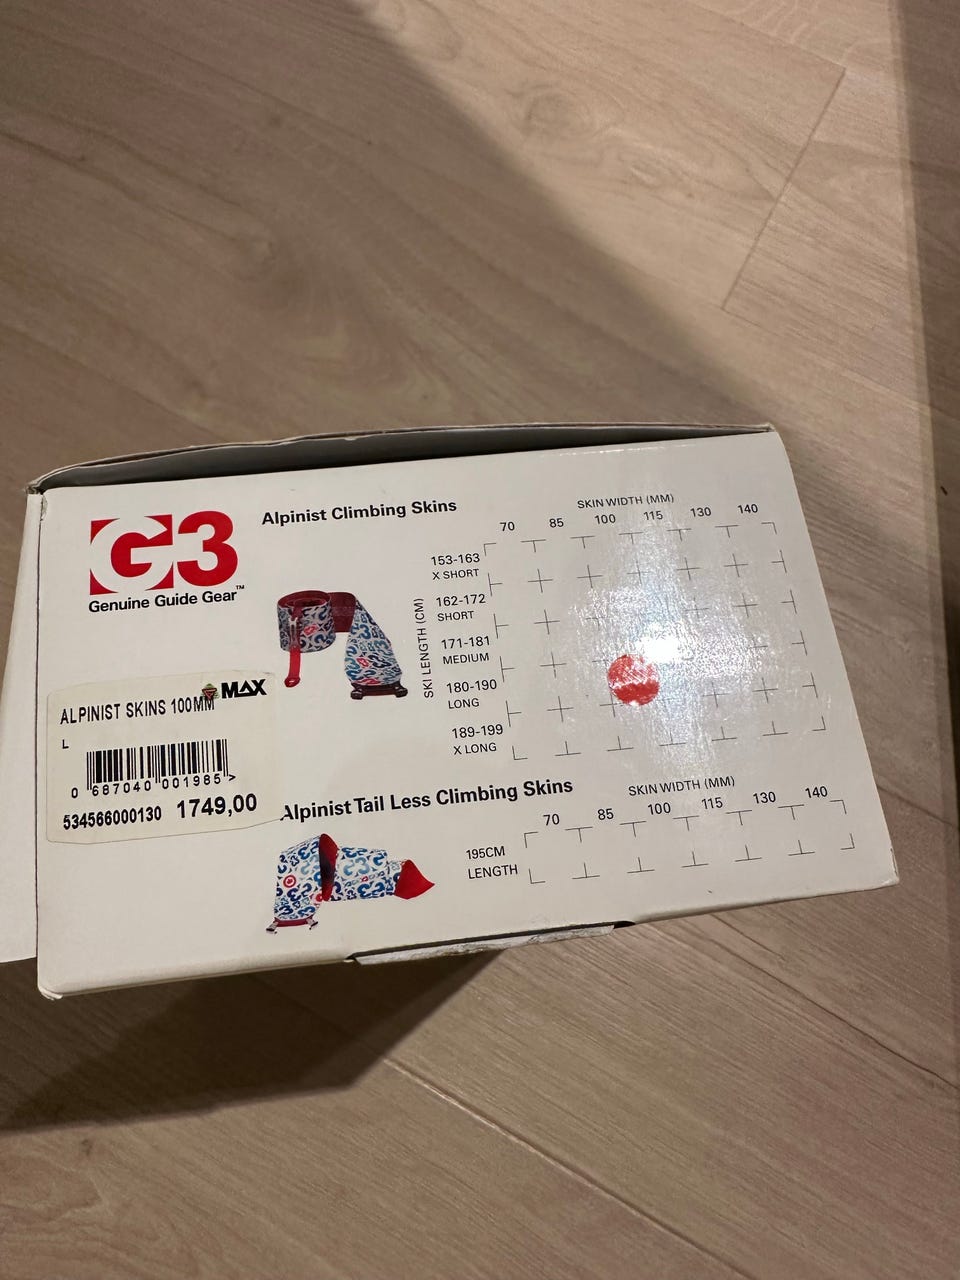 G3
Genuine Guide Gear™
Alpinist Climbing Skins
SKIN WIDTH (MM)
70 85 100 115 130 140
SKI LENGTH (CM)
153-163
X SHORT
162-172
SHORT
171-181
MEDIUM
180-190
LONG
189-199
X LONG
MAX
ALPINIST SKINS 100MM
L
0 687040 001985 >
534566000130 1749,00
Alpinist Tail Less Climbing Skins
SKIN WIDTH (MM)
70 85 100 115 130 140
195CM
LENGTH